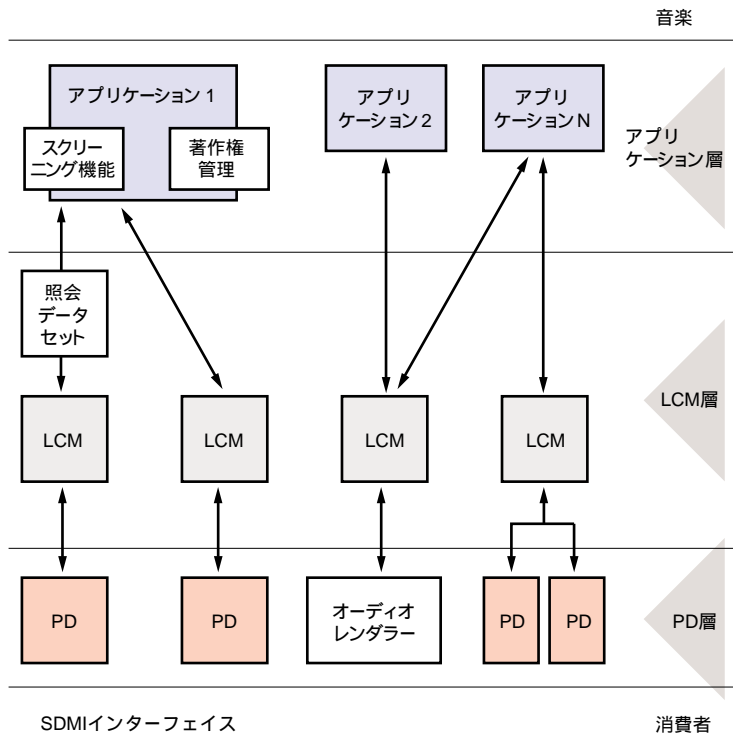 音楽
アプリケーション 1
スクリー
ニング機能
著作権
管理
アプリ
ケーション 2
アプリ
ケーション N
アプリ
ケーション層
照会
データ
セット
LCM
LCM
LCM
LCM
LCM層
PD
PD
オーディオ
レンダラー
PD
PD
PD層
SDMIインターフェイス
消費者